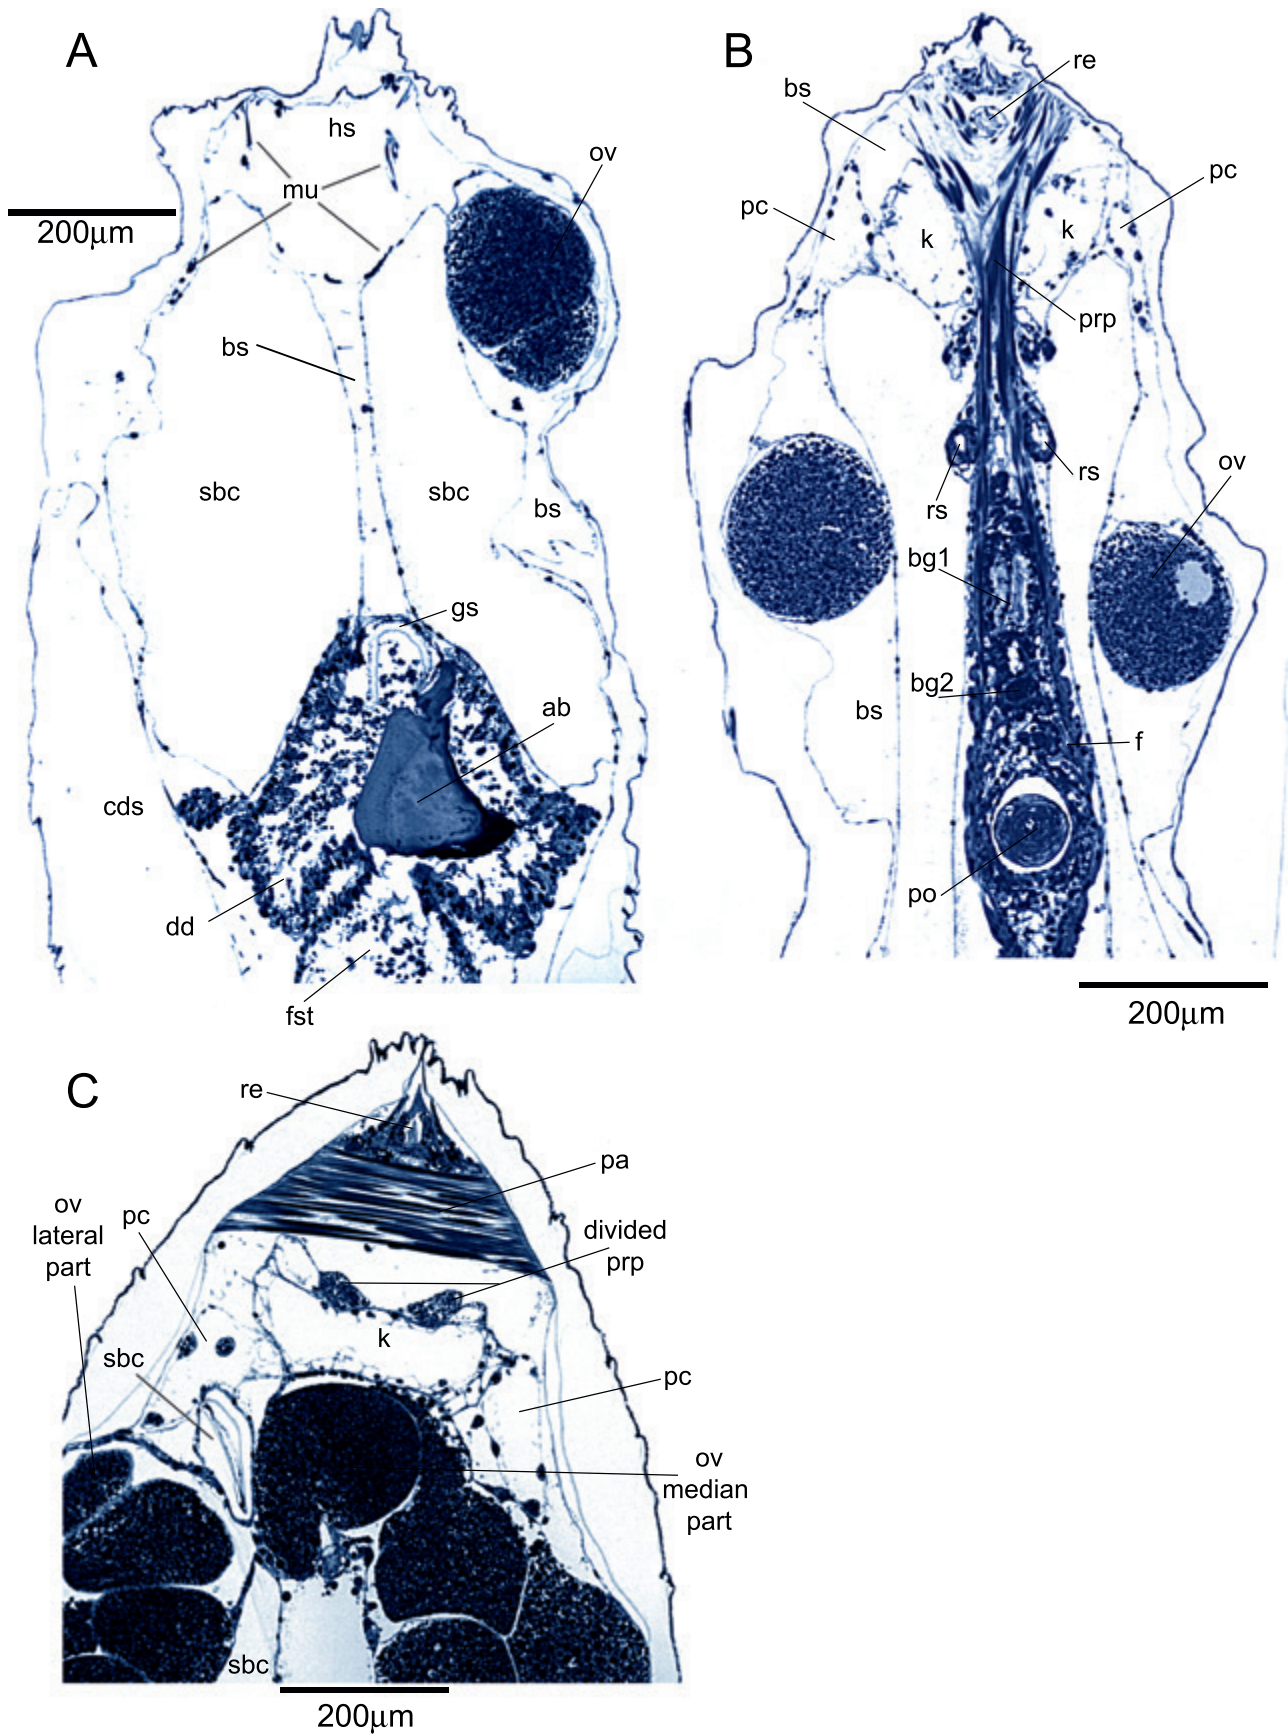 A
hs
ov
mu
200µm
bs
sbc
sbc
bs
gs
ab
cds
dd
fst
B
re
bs
pc
pc
k
k
prp
rs
rs
ov
bg1
bg2
bs
f
po
200µm
C
re
pa
ov
lateral
part
pc
divided
prp
k
sbc
pc
ov
median
part
sbc
200µm